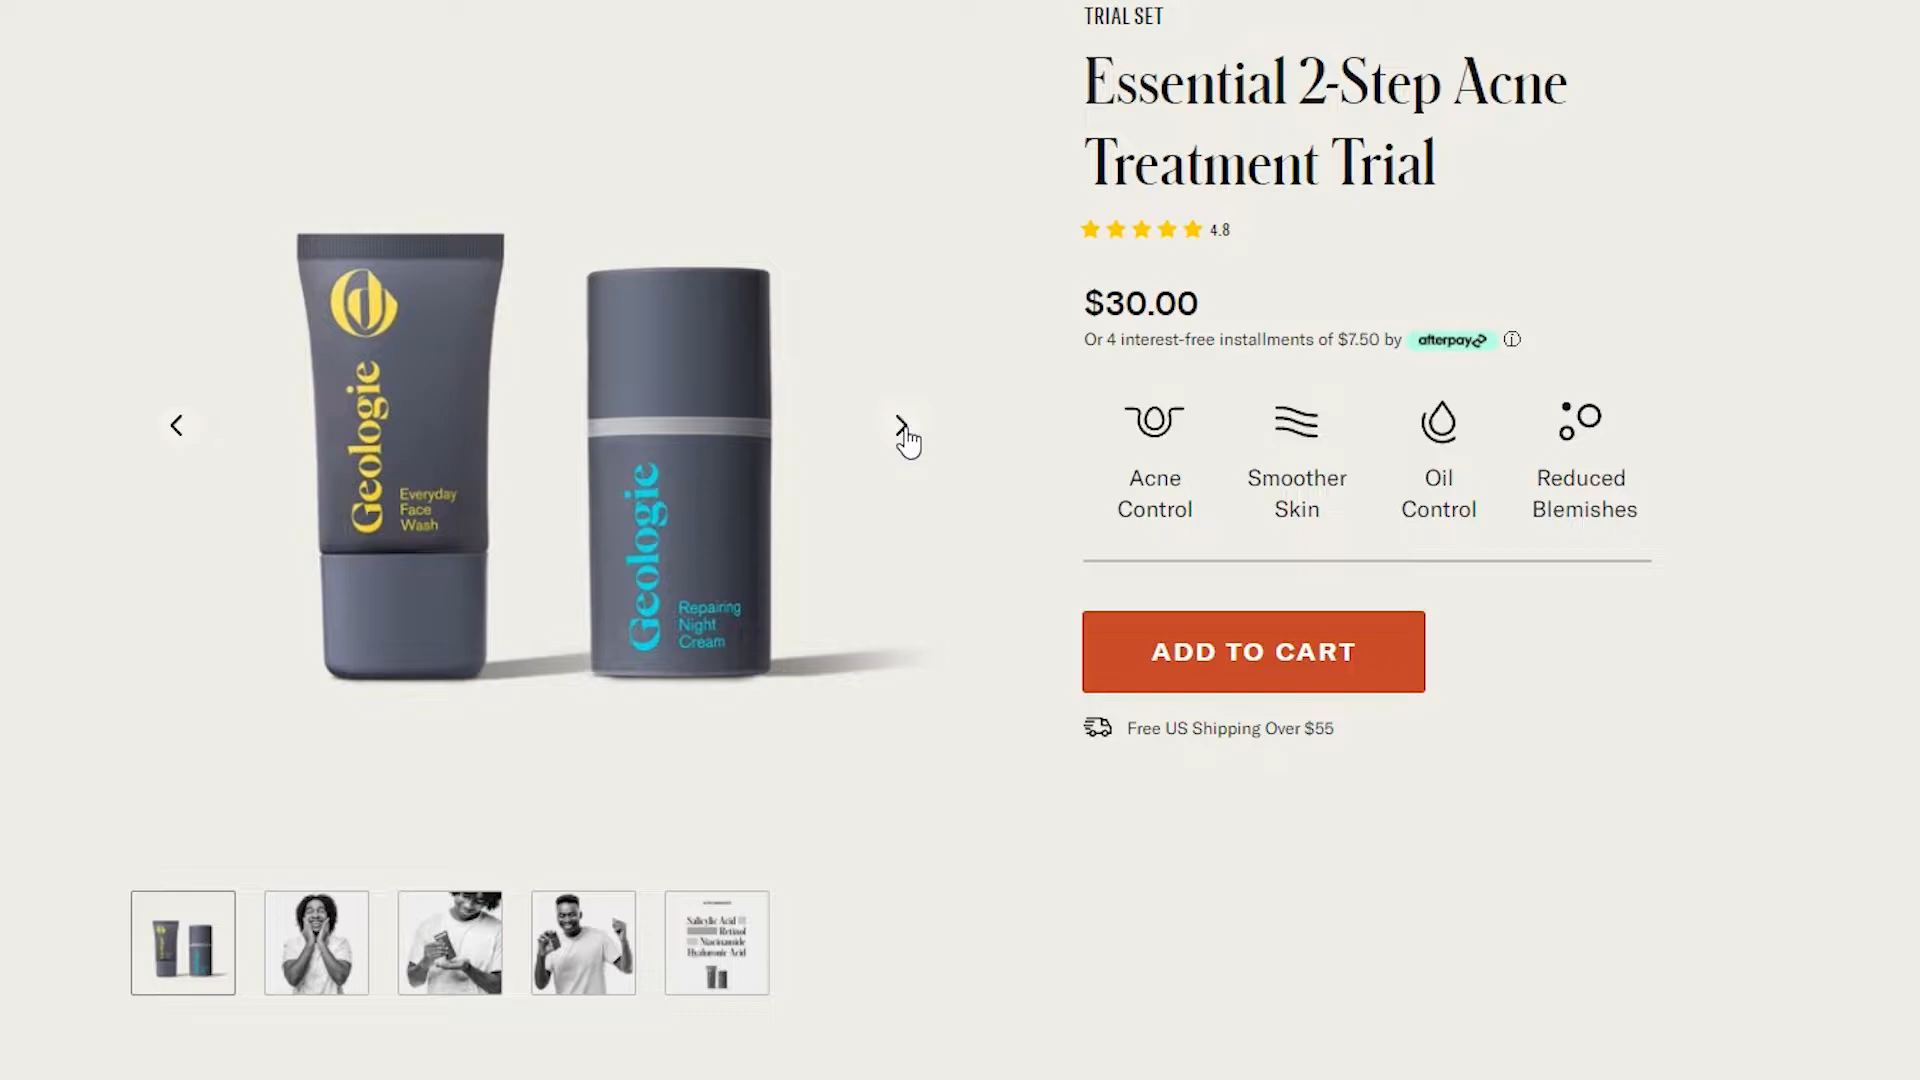 TRIAL SET
Essential 2-Step Acne
Treatment Trial
4.8
$30.00
Or 4 interest-free installments of $7.50 by afterpay
Acne
Control
Smoother
Skin
Oil
Control
Reduced
Blemishes
ADD TO CART
Free US Shipping Over $55
Geologie
Everyday
Face
Wash
Geologie
Repairing
Night
Cream
Salicylic Acid
Retinol
Niacinamide
Hyaluronic Acid